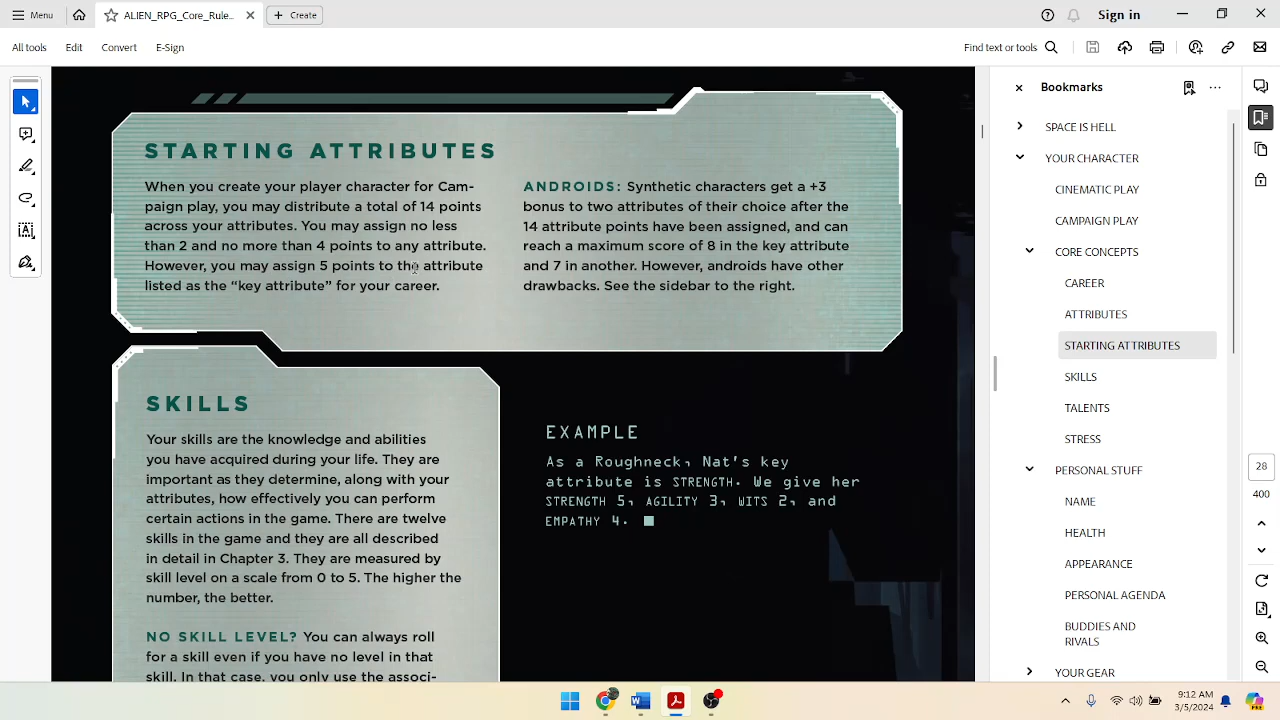 Menu
ALIEN_RPG_Rule...
Create
Sign in
All tools
Edit
Convert
E-Sign
Find text or tools
STARTING ATTRIBUTES
When you create your player character for Cam-
paign play, you may distribute a total of 14 points
across your attributes. You may assign no less
than 2 and no more than 4 points to any attribute.
However, you may assign 5 points to the attribute
listed as the “key attribute” for your career.
ANDROIDS: Synthetic characters get a +3
bonus to two attributes of their choice after the
14 attribute points have been assigned, and can
reach a maximum score of 8 in the key attribute
and 7 in another. However, androids have other
drawbacks. See the sidebar to the right.
SKILLS
Your skills are the knowledge and abilities
you have acquired during your life. They are
important as they determine, along with your
attributes, how effectively you can perform
certain actions in the game. There are twelve
skills in the game and they are all described
in detail in Chapter 3. They are measured by
skill level on a scale from 0 to 5. The higher the
number, the better.
NO SKILL LEVEL? You can always roll
for a skill even if you have no level in that
skill. In that case, you only use the associ-
EXAMPLE
As a Roughneck, Nat's key
attribute is STRENGTH. We give her
STRENGTH 5, AGILITY 3, WITS 2, and
EMPATHY 4.
Bookmarks
SPACE IS HELL
YOUR CHARACTER
CINEMATIC PLAY
CAMPAIGN PLAY
CORE CONCEPTS
CAREER
ATTRIBUTES
STARTING ATTRIBUTES
SKILLS
TALENTS
STRESS
PERSONAL STUFF
NAME
HEALTH
APPEARANCE
PERSONAL AGENDA
BUDDIES AND
RIVALS
YOUR GEAR
28
400
9:12 AM
3/5/2024